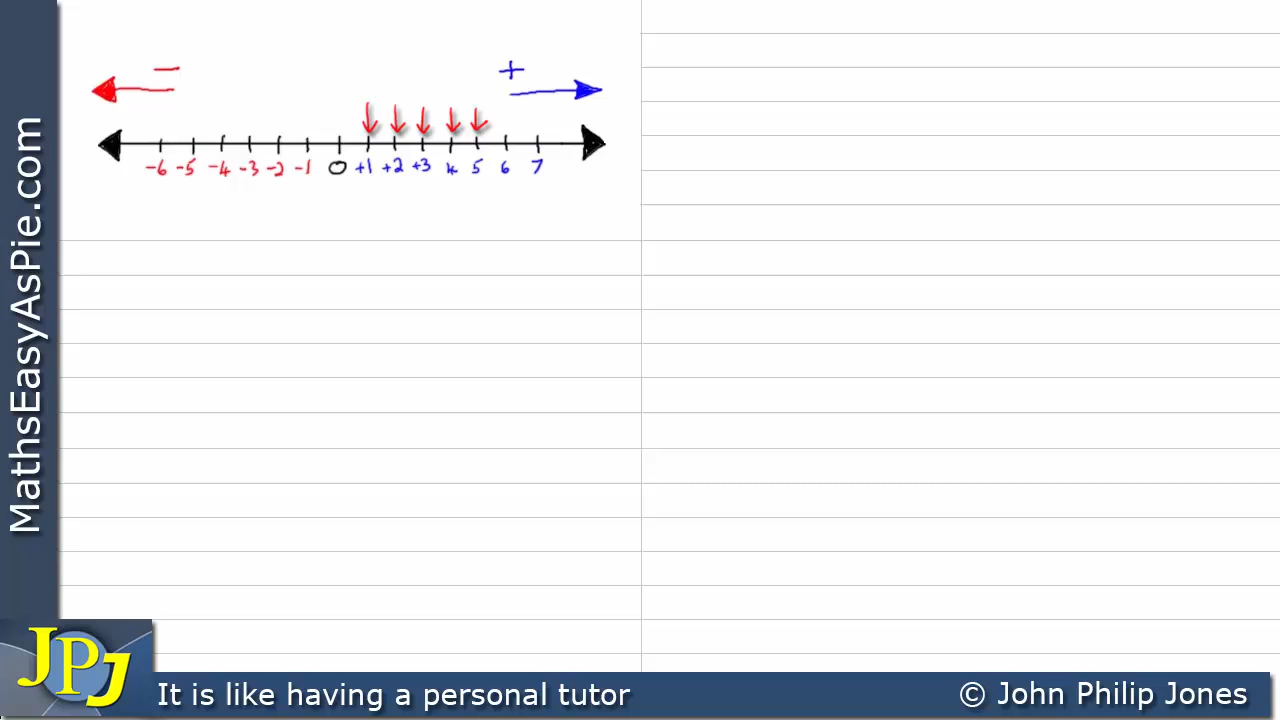 − +
-6 -5 -4 -3 -2 -1 0 +1 +2 +3 4 5 6 7
MathsEasyAsPie.com
JPJ
It is like having a personal tutor
© John Philip Jones